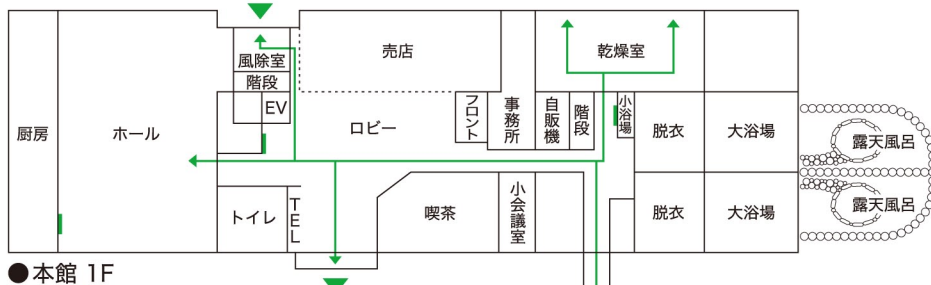 厨房
ホール
風除室
階段
EV
売店
ロビー
フロント
事務所
自販機
階段
乾燥室
小浴場
脱衣
大浴場
露天風呂
トイレ
TEL
喫茶
小会議室
脱衣
大浴場
露天風呂
●本館 1F